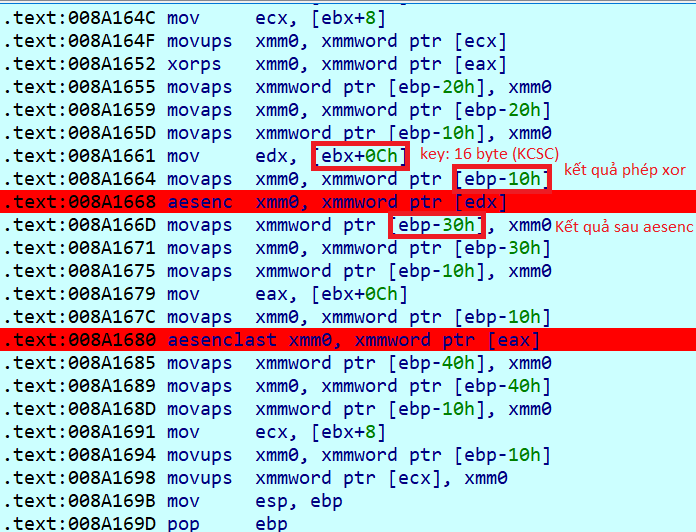 .text:008A164C mov ecx, [ebx+8]
.text:008A164F movups xmm0, xmmword ptr [ecx]
.text:008A1652 xorps xmm0, xmmword ptr [eax]
.text:008A1655 movaps xmmword ptr [ebp-20h], xmm0
.text:008A1659 movaps xmm0, xmmword ptr [ebp-20h]
.text:008A165D movaps xmmword ptr [ebp-10h], xmm0
.text:008A1661 mov edx, [ebx+0Ch] key: 16 byte (KCSC)
.text:008A1664 movaps xmm0, xmmword ptr [ebp-10h] kết quả phép xor
.text:008A1668 aesenc xmm0, xmmword ptr [edx]
.text:008A166D movaps xmmword ptr [ebp-30h], xmm0 Kết quả sau aesenc
.text:008A1671 movaps xmm0, xmmword ptr [ebp-30h]
.text:008A1675 movaps xmmword ptr [ebp-10h], xmm0
.text:008A1679 mov eax, [ebx+0Ch]
.text:008A167C movaps xmm0, xmmword ptr [ebp-10h]
.text:008A1680 aesenclast xmm0, xmmword ptr [eax]
.text:008A1685 movaps xmmword ptr [ebp-40h], xmm0
.text:008A1689 movaps xmm0, xmmword ptr [ebp-40h]
.text:008A168D movaps xmmword ptr [ebp-10h], xmm0
.text:008A1691 mov ecx, [ebx+8]
.text:008A1694 movups xmm0, xmmword ptr [ebp-10h]
.text:008A1698 movups xmmword ptr [ecx], xmm0
.text:008A169B mov esp, ebp
.text:008A169D pop ebp